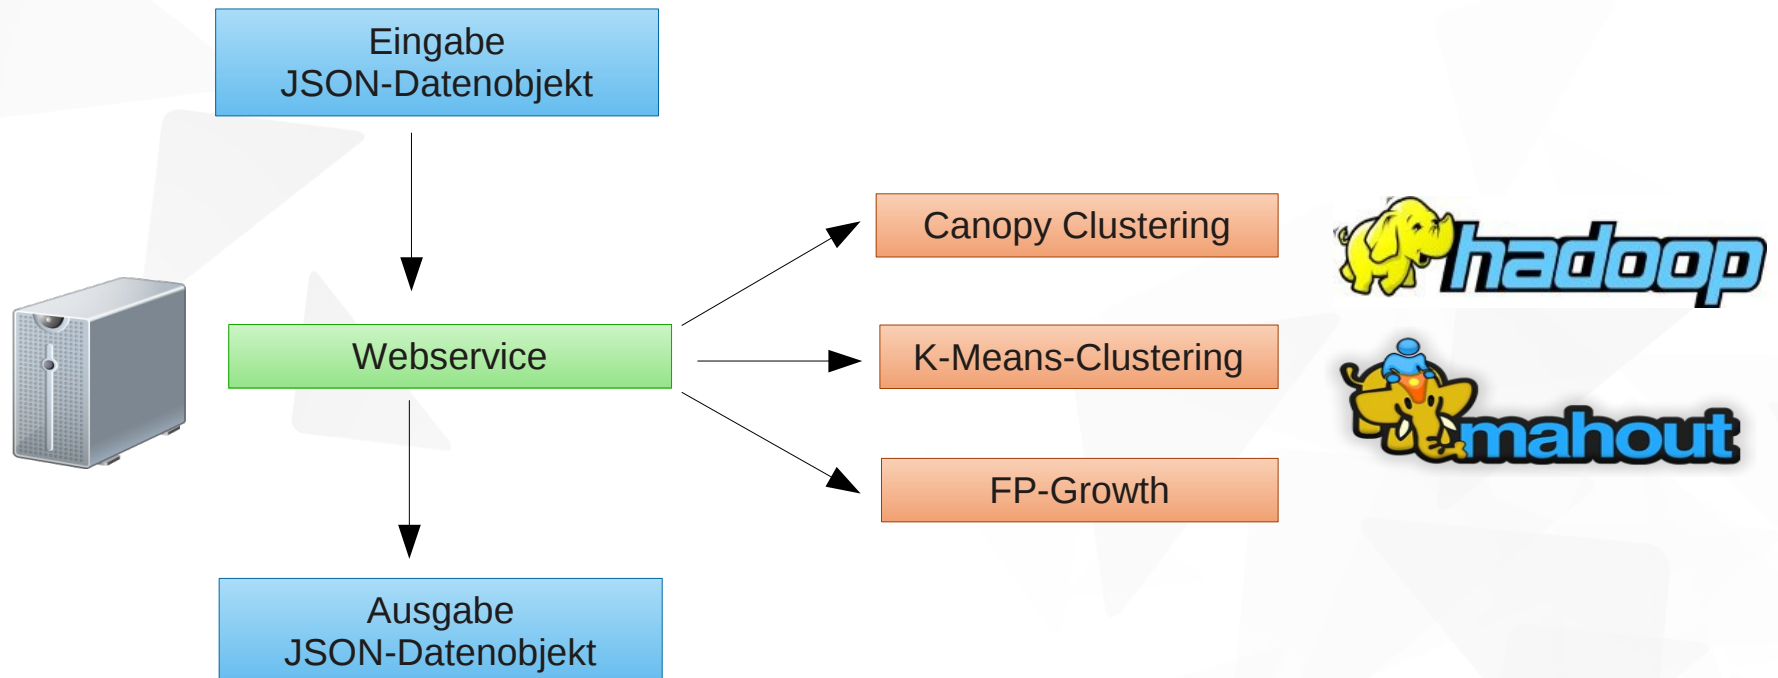 Eingabe
JSON-Datenobjekt
Canopy Clustering
hadoop
Webservice
K-Means-Clustering
mahout
FP-Growth
Ausgabe
JSON-Datenobjekt